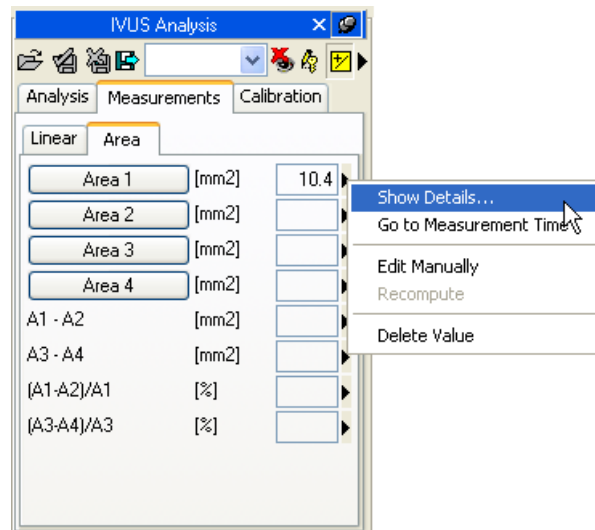 IVUS Analysis
Analysis Measurements Calibration
Linear Area
Area 1 [mm2] 10.4
Area 2 [mm2]
Area 3 [mm2]
Area 4 [mm2]
A1 - A2 [mm2]
A3 - A4 [mm2]
(A1-A2)/A1 [%]
(A3-A4)/A3 [%]
Show Details...
Go to Measurement Time
Edit Manually
Recompute
Delete Value